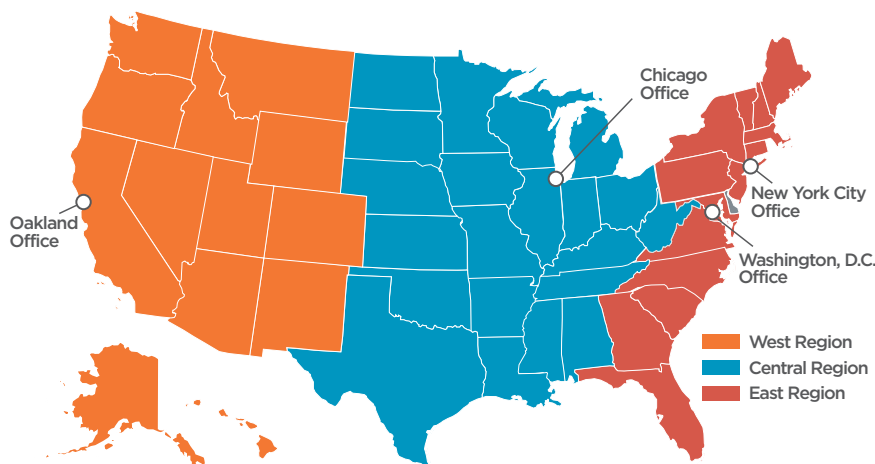 Chicago
Office
New York City
Office
Oakland
Office
Washington, D.C.
Office
West Region
Central Region
East Region